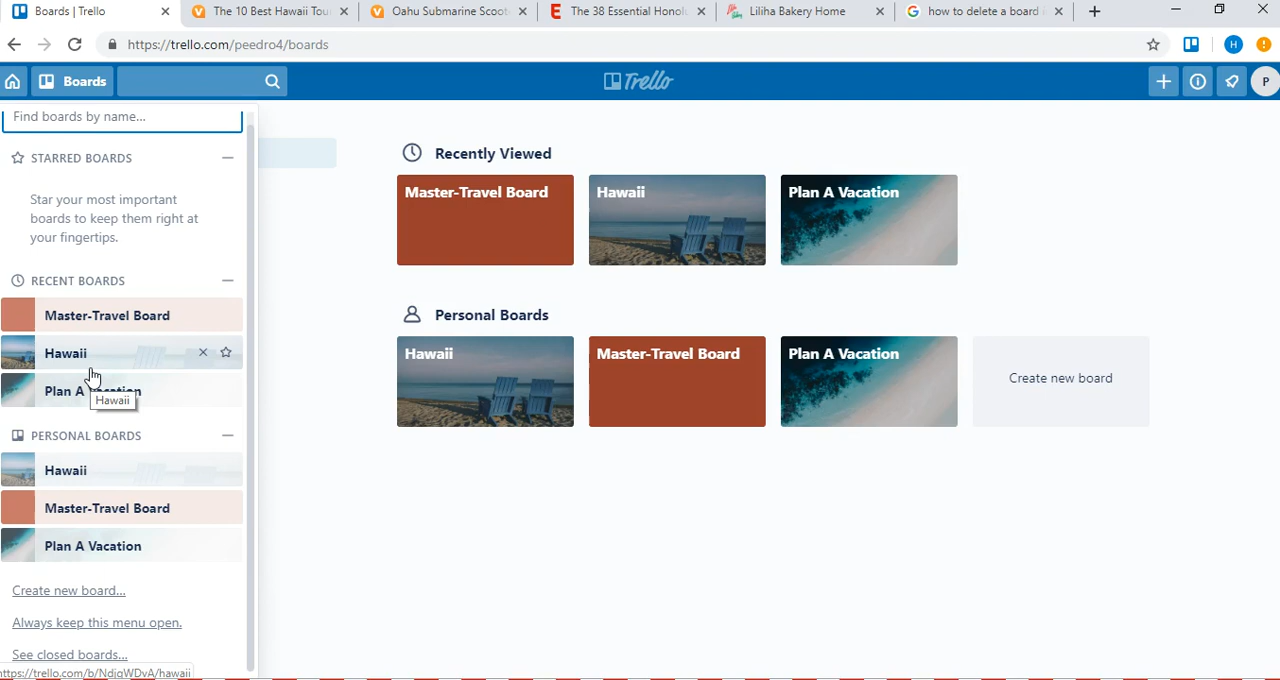 Boards | Trello
The 10 Best Hawaii Tou
Oahu Submarine Scoot
The 38 Essential Honol
Liliha Bakery Home
how to delete a board i
https://trello.com/peedro4/boards
H
Boards
Trello
P
Find boards by name...
STARRED BOARDS
Star your most important
boards to keep them right at
your fingertips.
RECENT BOARDS
Master-Travel Board
Hawaii
Plan A Vacation
Hawaii
PERSONAL BOARDS
Hawaii
Master-Travel Board
Plan A Vacation
Create new board...
Always keep this menu open.
See closed boards...
https://trello.com/b/NdjqWDvA/hawaii
Recently Viewed
Master-Travel Board
Hawaii
Plan A Vacation
Personal Boards
Hawaii
Master-Travel Board
Plan A Vacation
Create new board